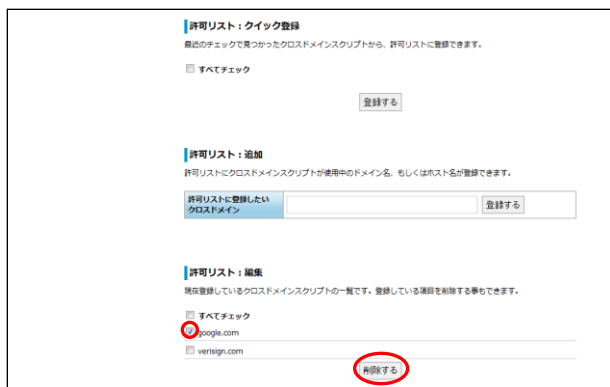 許可リスト：クイック登録
最近のチェックで見つかったクロスドメインスクリプトから、許可リストに登録できます。
すべてチェック
登録する
許可リスト：追加
許可リストにクロスドメインスクリプトが使用中のドメイン名、もしくはホスト名が登録できます。
許可リストに登録したい
クロスドメイン
登録する
許可リスト：編集
現在登録しているクロスドメインスクリプトの一覧です。登録している項目を削除する事もできます。
すべてチェック
google.com
verisign.com
削除する